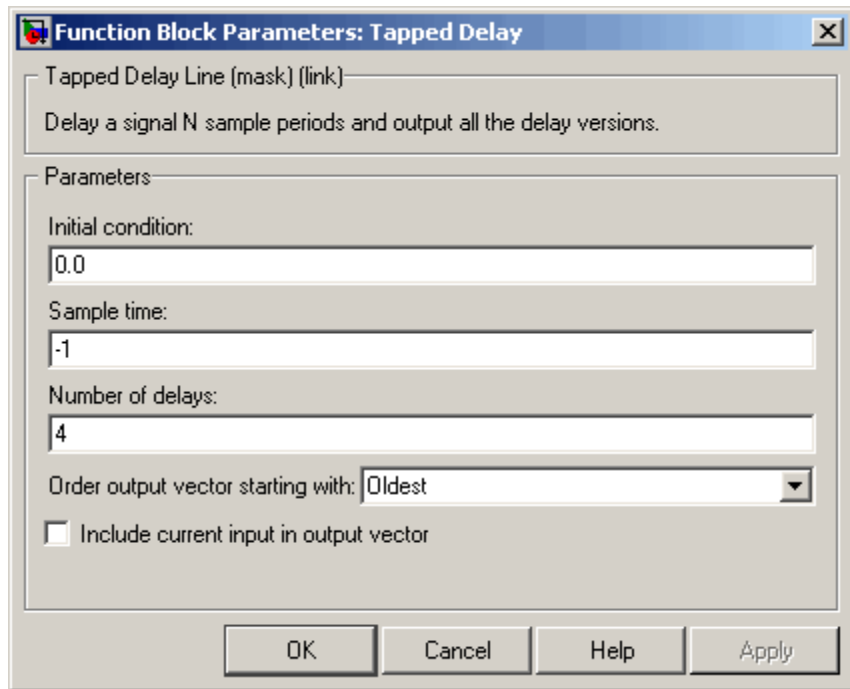 Function Block Parameters: Tapped Delay
Tapped Delay Line (mask) (link)
Delay a signal N sample periods and output all the delay versions.
Parameters
Initial condition:
0.0
Sample time:
-1
Number of delays:
4
Order output vector starting with: Oldest
Include current input in output vector
OK Cancel Help Apply